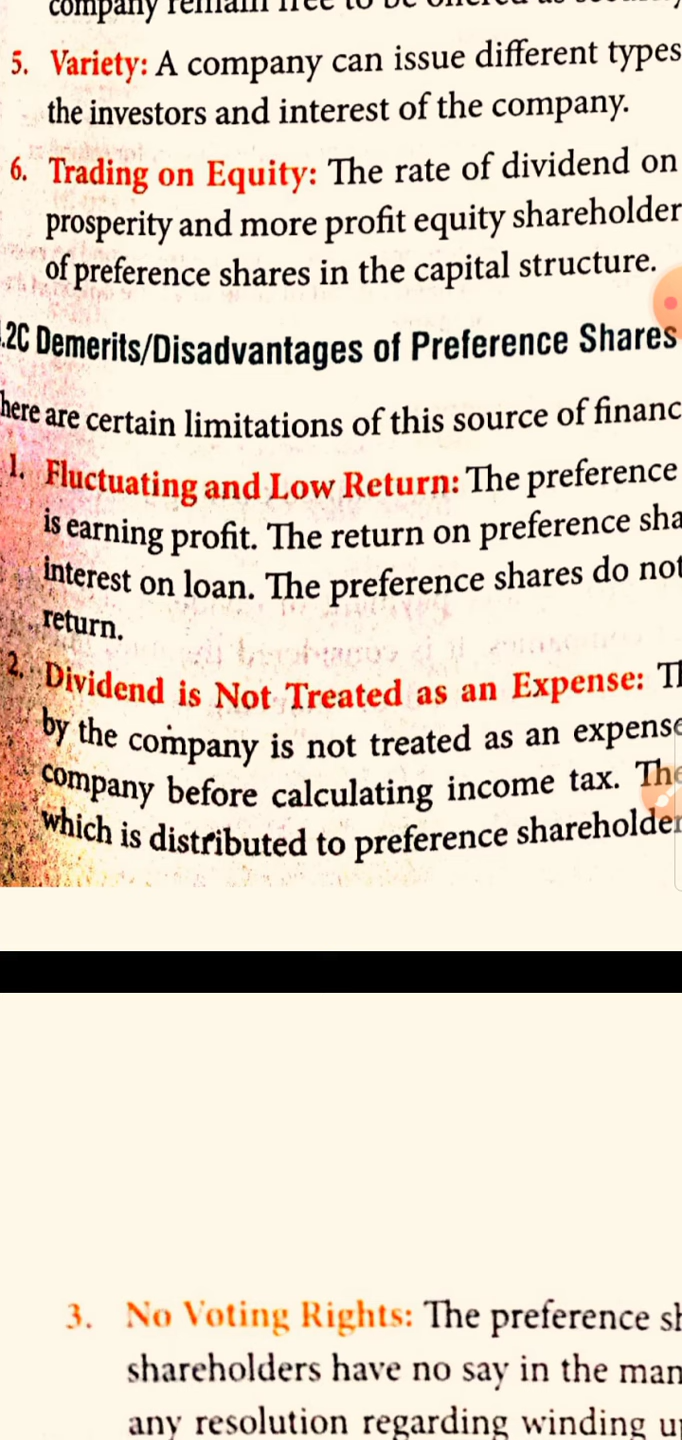 company remain free to be offered as
5. Variety: A company can issue different types
the investors and interest of the company.
6. Trading on Equity: The rate of dividend on
prosperity and more profit equity shareholder
of preference shares in the capital structure.
.2C Demerits/Disadvantages of Preference Shares
here are certain limitations of this source of financ
1. Fluctuating and Low Return: The preference
is earning profit. The return on preference sha
interest on loan. The preference shares do not
return.
2. Dividend is Not Treated as an Expense: Th
by the company is not treated as an expense
company before calculating income tax. The
which is distributed to preference shareholder
3. No Voting Rights: The preference sh
shareholders have no say in the man
any resolution regarding winding up